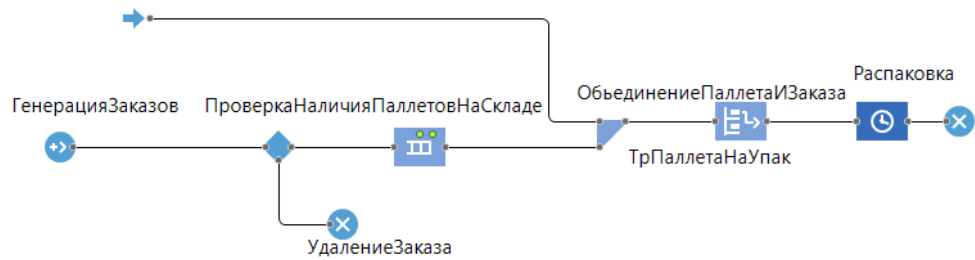 Распаковка
ОбьединениеПаллетаИЗаказа
ГенерацияЗаказов
ПроверкаНаличияПаллетовНаСкладе
ТрПаллетаНаУпак
УдалениеЗаказа